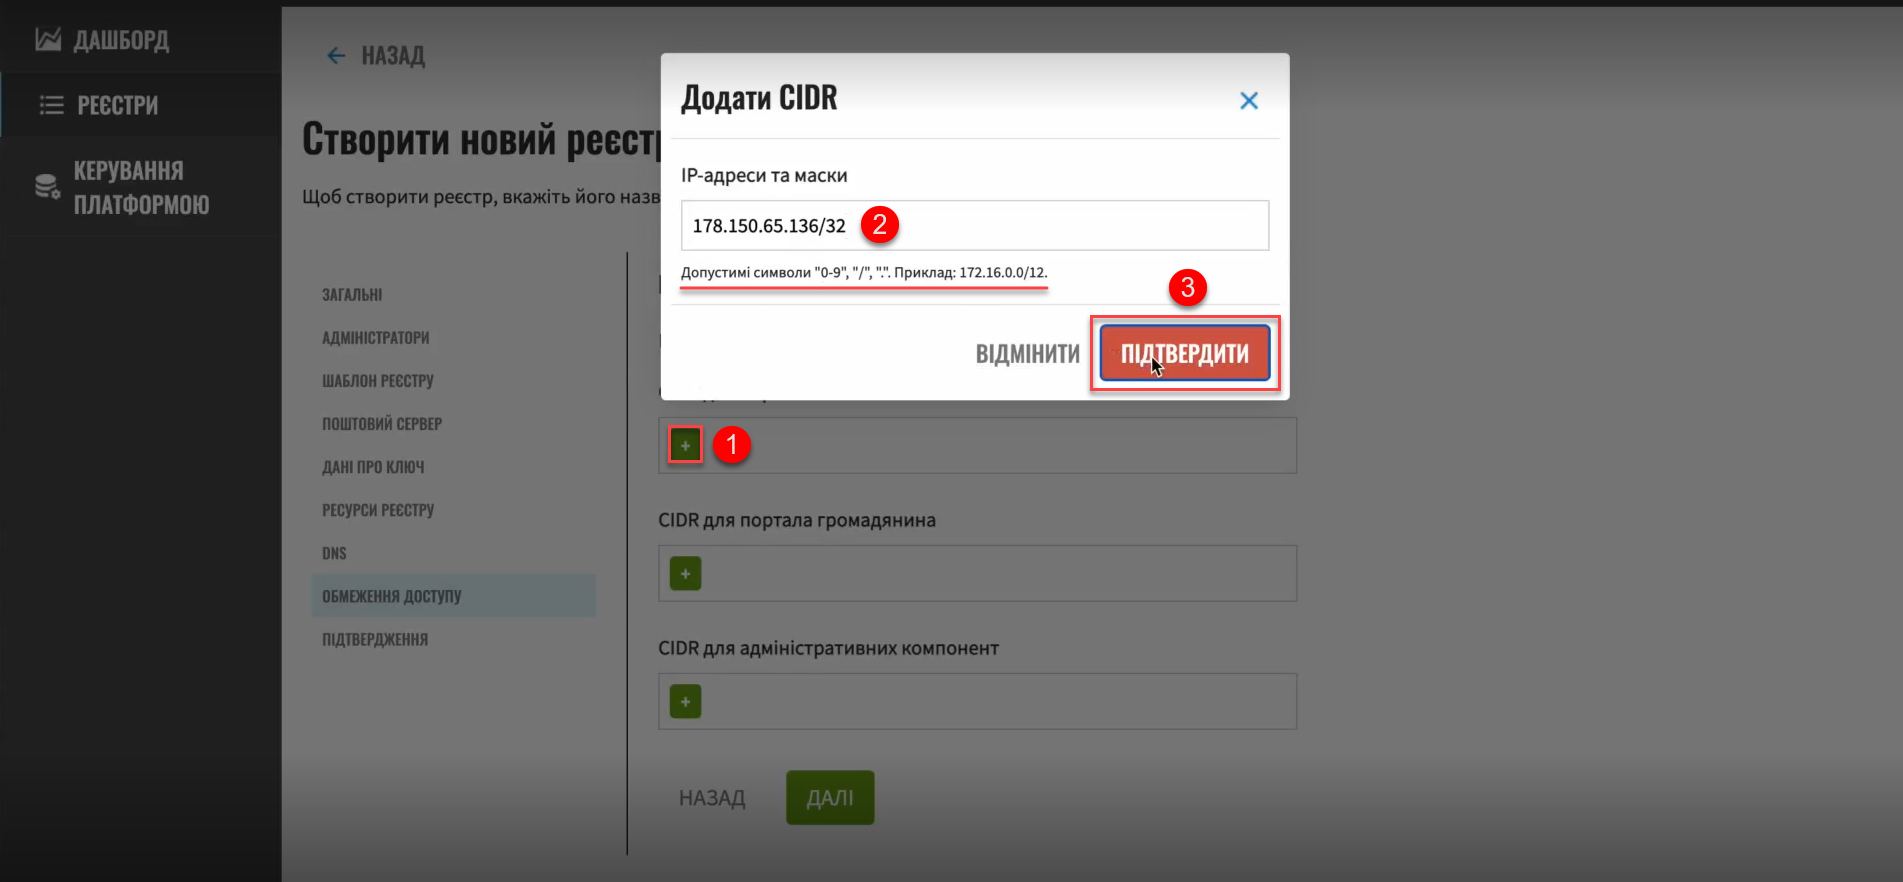 ДАШБОРД
РЕЄСТРИ
КЕРУВАННЯ
ПЛАТФОРМОЮ
НАЗАД
Створити новий реєстр
Щоб створити реєстр, вкажіть його назв
ЗАГАЛЬНІ
АДМІНІСТРАТОРИ
ШАБЛОН РЕЄСТРУ
ПОШТОВИЙ СЕРВЕР
ДАНІ ПРО КЛЮЧ
РЕСУРСИ РЕЄСТРУ
DNS
ОБМЕЖЕННЯ ДОСТУПУ
ПІДТВЕРДЖЕННЯ
Додати CIDR
IP-адреси та маски
178.150.65.136/32
2
Допустимі символи "0-9", "/", ".". Приклад: 172.16.0.0/12.
3
ВІДМІНИТИ
ПІДТВЕРДИТИ
+
1
CIDR для портала громадянина
+
CIDR для адміністративних компонент
+
НАЗАД
ДАЛІ